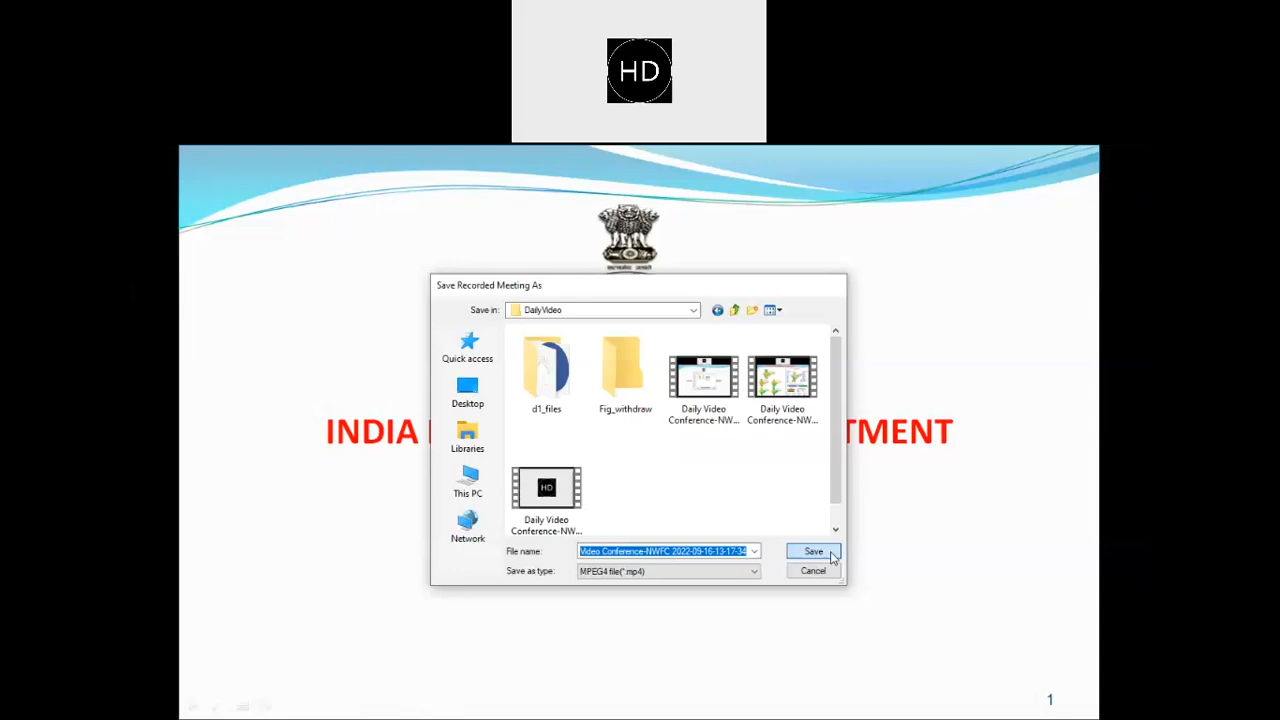 HD
Save Recorded Meeting As
Save in:
DailyVideo
Quick access
Desktop
Libraries
This PC
Network
d1_files
Fig_withdraw
Daily Video
Conference-NW...
Daily Video
Conference-NW...
HD
Daily Video
Conference-NW...
File name:
Video Conference-NWFC 2022-09-16-13-17-34
Save
Save as type:
MPEG4 file(*.mp4)
Cancel
INDIA
TMENT
1